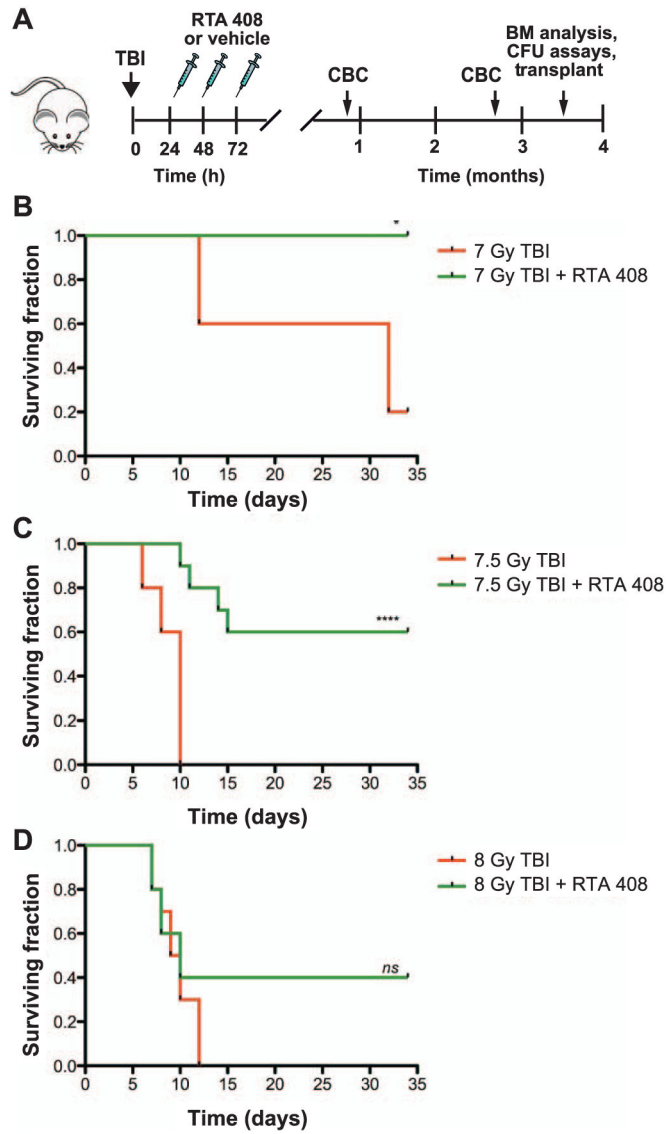 A
TBI
RTA 408
or vehicle
CBC
CBC
BM analysis,
CFU assays,
transplant
0 24 48 72
1 2 3 4
Time (h)
Time (months)
B
*
1.0
0.8
0.6
0.4
0.2
0.0
0 5 10 15 20 25 30 35
Surviving fraction
Time (days)
7 Gy TBI
7 Gy TBI + RTA 408
C
1.0
0.8
0.6
0.4
0.2
0.0
0 5 10 15 20 25 30 35
Surviving fraction
Time (days)
****
7.5 Gy TBI
7.5 Gy TBI + RTA 408
D
1.0
0.8
0.6
0.4
0.2
0.0
0 5 10 15 20 25 30 35
Surviving fraction
Time (days)
ns
8 Gy TBI
8 Gy TBI + RTA 408